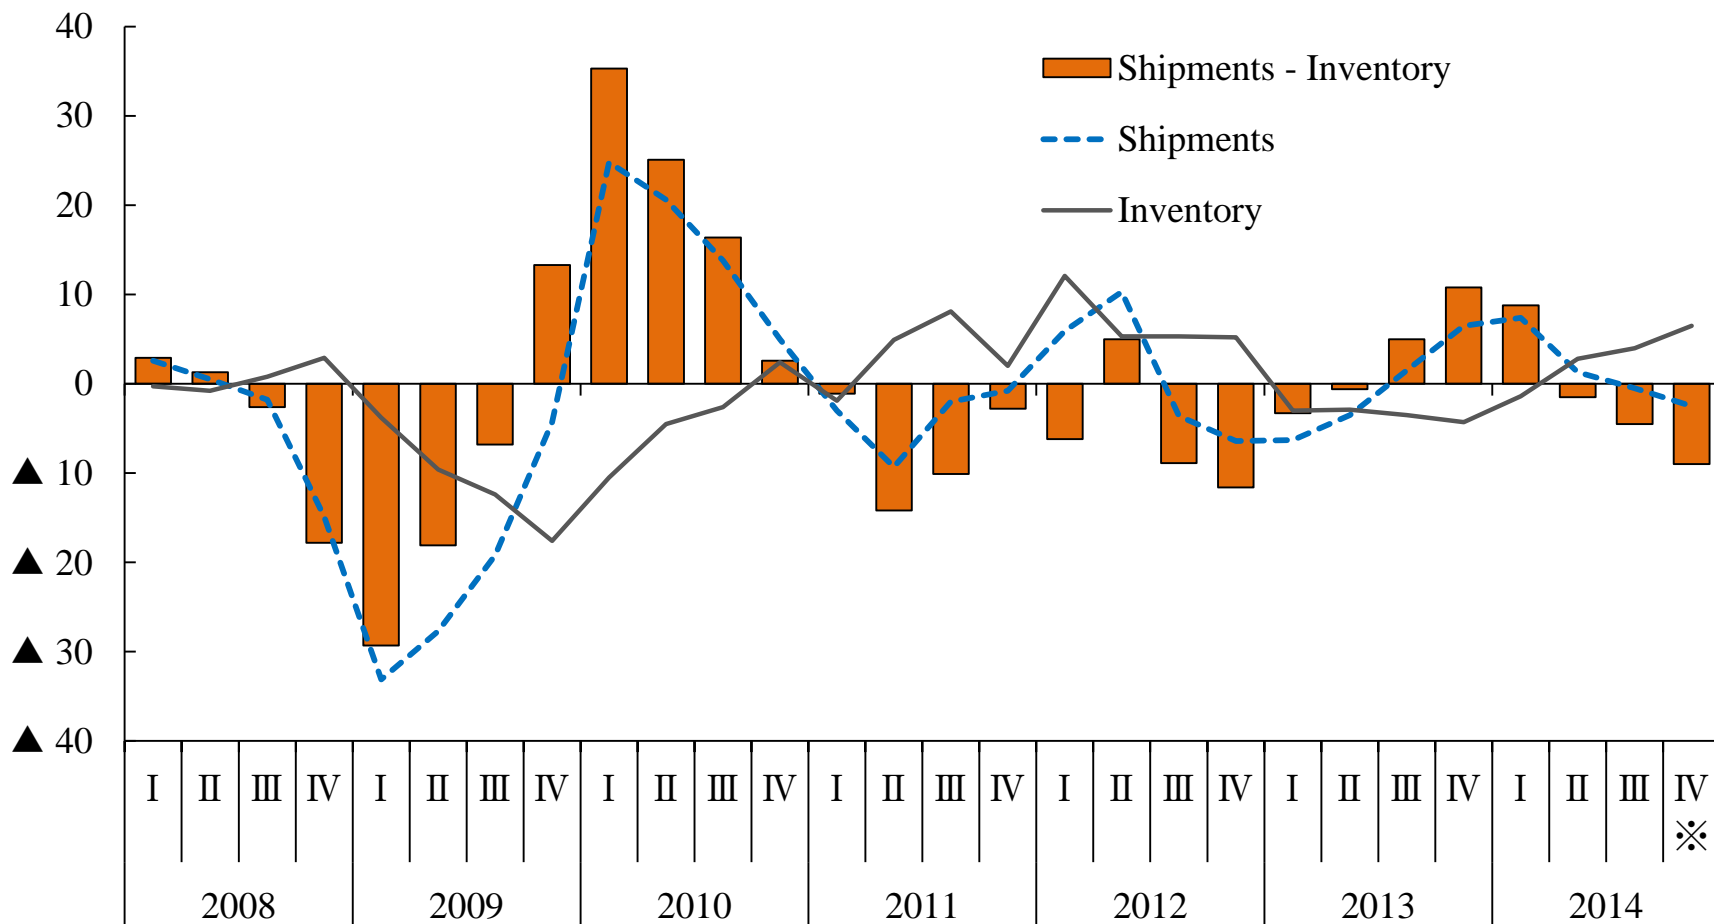 40
30
20
10
0
▲ 10
▲ 20
▲ 30
▲ 40
Shipments - Inventory
Shipments
Inventory
Ⅰ Ⅱ Ⅲ Ⅳ Ⅰ Ⅱ Ⅲ Ⅳ Ⅰ Ⅱ Ⅲ Ⅳ Ⅰ Ⅱ Ⅲ Ⅳ Ⅰ Ⅱ Ⅲ Ⅳ Ⅰ Ⅱ Ⅲ Ⅳ Ⅰ Ⅱ Ⅲ Ⅳ
※
2008 2009 2010 2011 2012 2013 2014